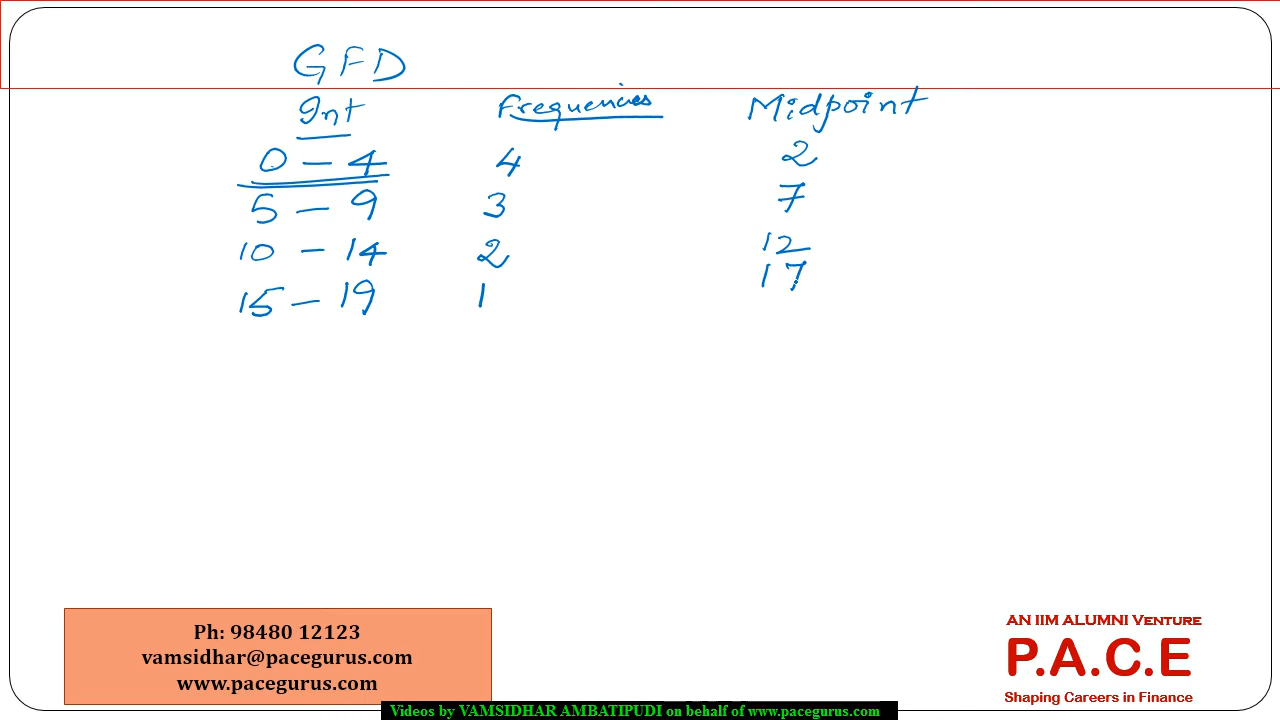 GFD
Int Frequencies Midpoint
0 – 4 4 2
5 – 9 3 7
10 – 14 2 12
15 – 19 1 17
Ph: 98480 12123
vamsidhar@pacegurus.com
www.pacegurus.com
AN IIM ALUMNI VENTURE
P.A.C.E
Shaping Careers in Finance
Videos by VAMSIDHAR AMBATIPUDI on behalf of www.pacegurus.com